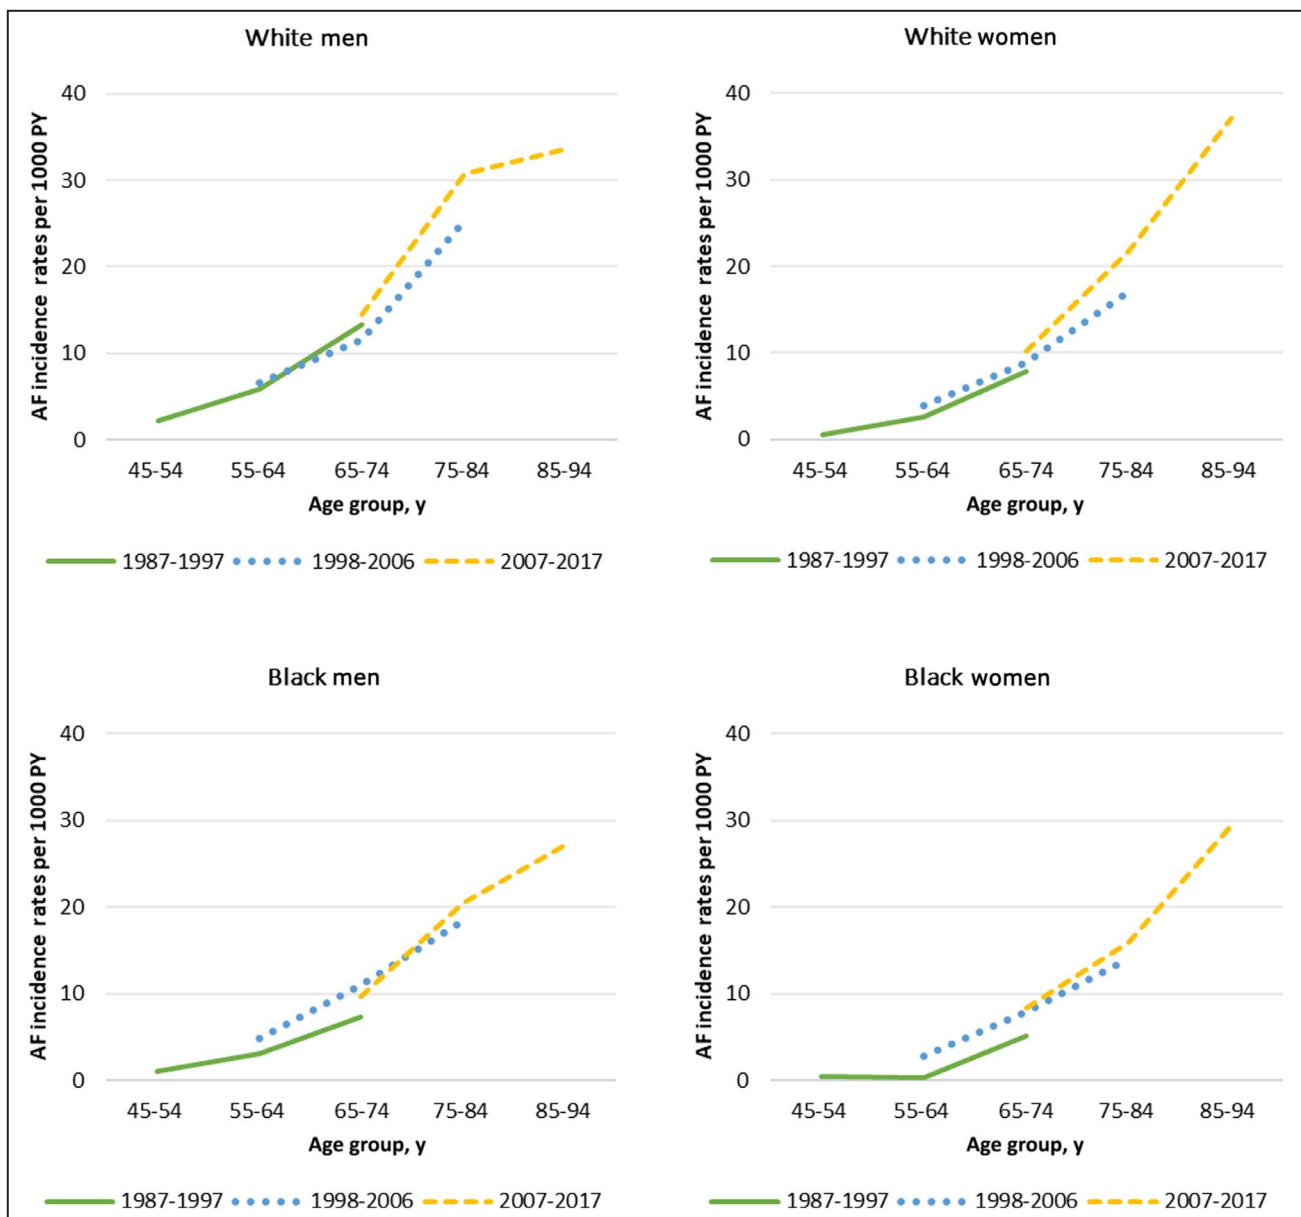 White men
40
30
20
10
0
AF incidence rates per 1000 PY
45-54 55-64 65-74 75-84 85-94
Age group, y
1987-1997 1998-2006 2007-2017
White women
40
30
20
10
0
AF incidence rates per 1000 PY
45-54 55-64 65-74 75-84 85-94
Age group, y
1987-1997 1998-2006 2007-2017
Black men
40
30
20
10
0
AF incidence rates per 1000 PY
45-54 55-64 65-74 75-84 85-94
Age group, y
1987-1997 1998-2006 2007-2017
Black women
40
30
20
10
0
AF incidence rates per 1000 PY
45-54 55-64 65-74 75-84 85-94
Age group, y
1987-1997 1998-2006 2007-2017